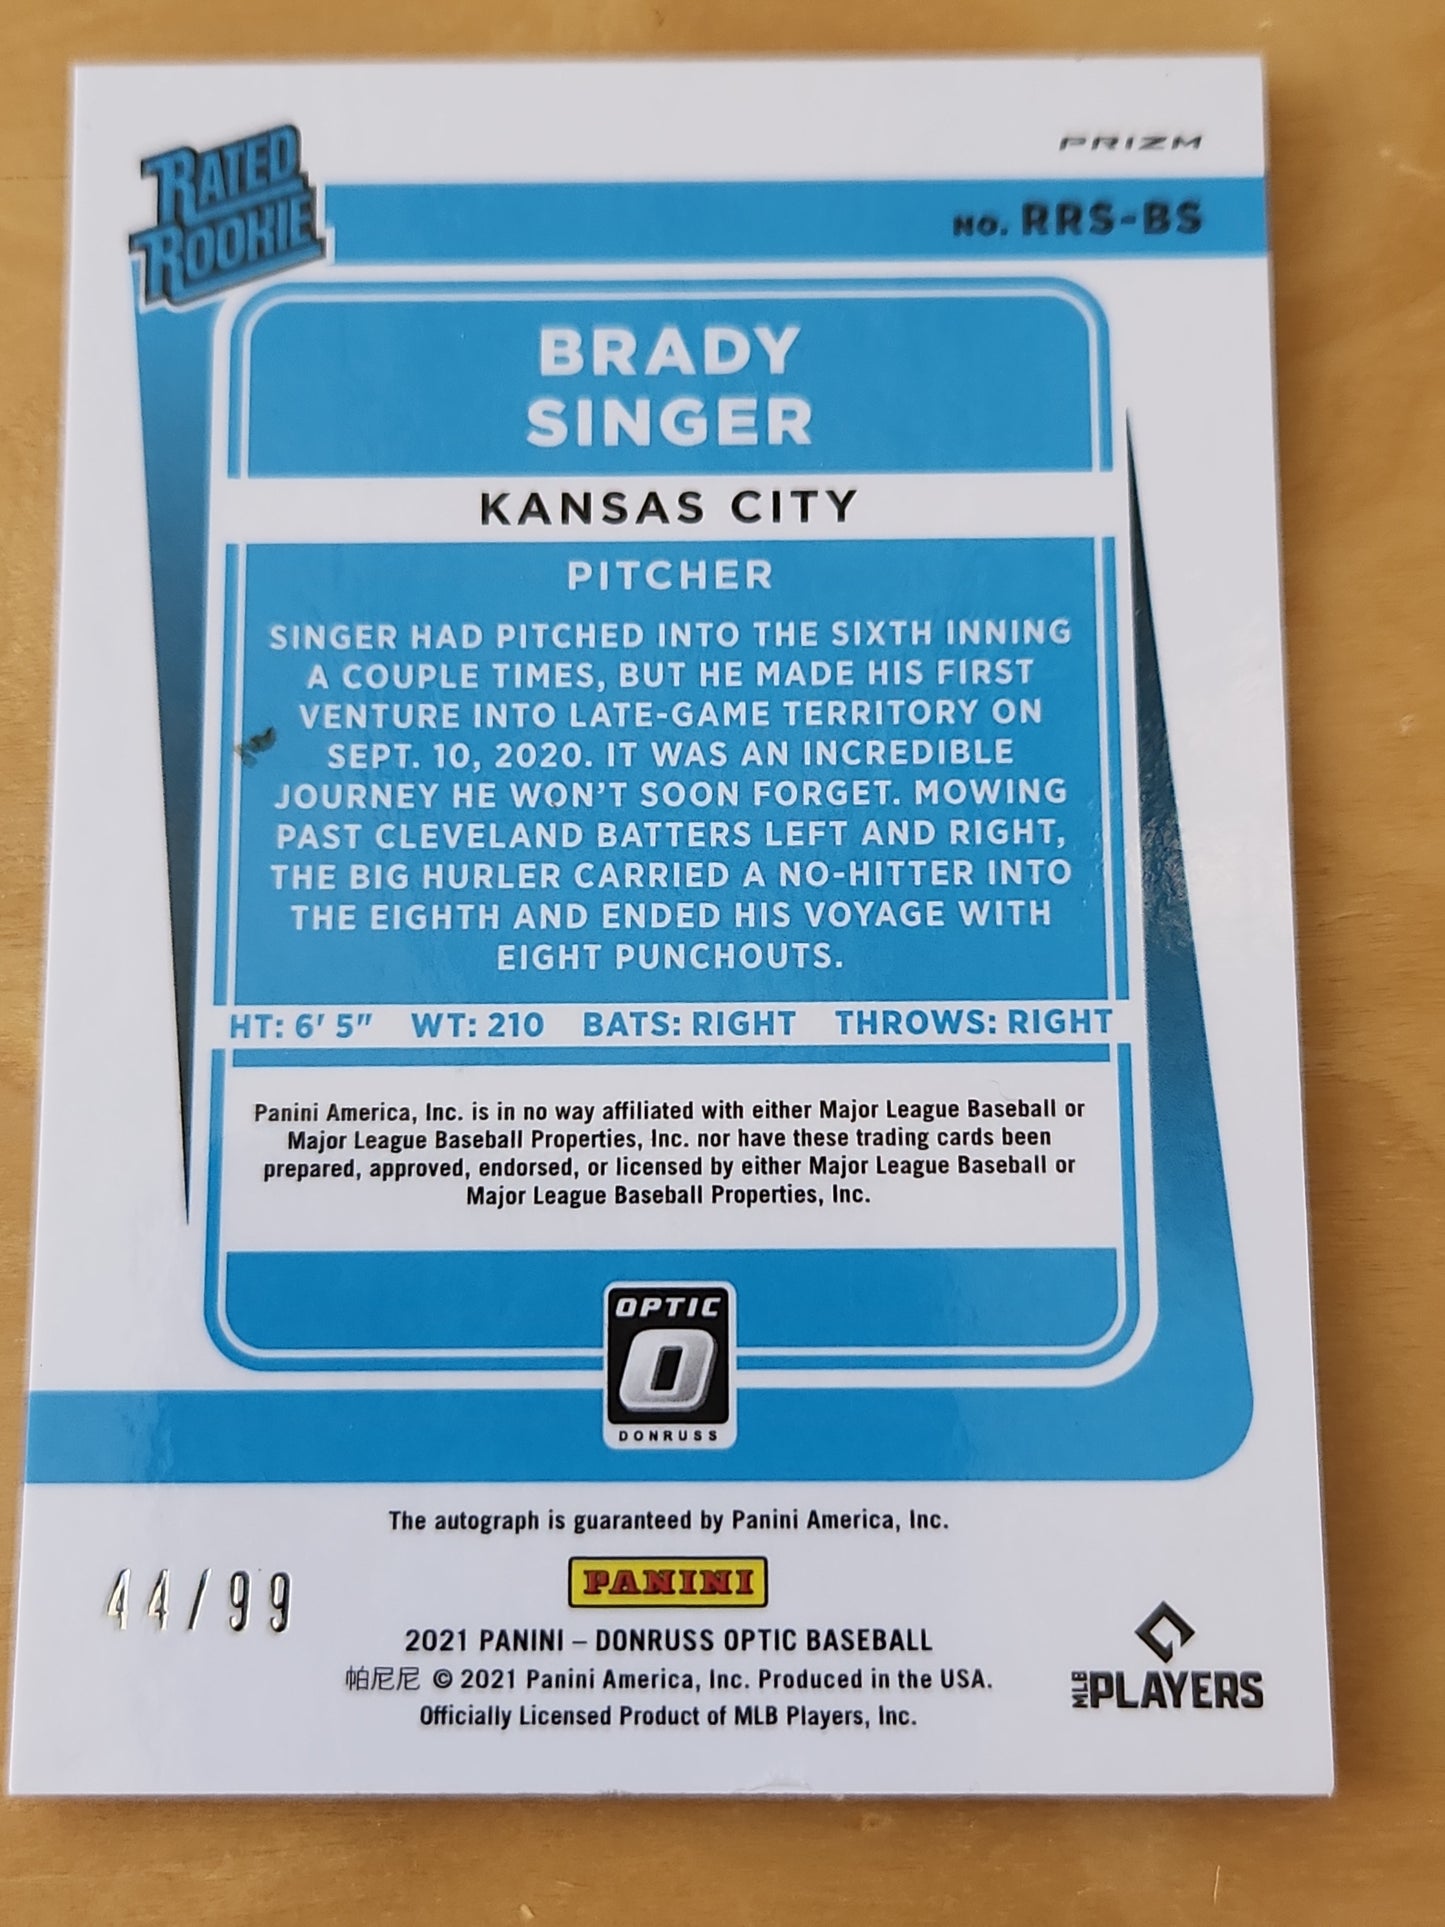 PRIZM
RATED
ROOKIE
NO. RRS-BS
BRADY
SINGER
KANSAS CITY
PITCHER
SINGER HAD PITCHED INTO THE SIXTH INNING
A COUPLE TIMES, BUT HE MADE HIS FIRST
VENTURE INTO LATE-GAME TERRITORY ON
SEPT. 10, 2020. IT WAS AN INCREDIBLE
JOURNEY HE WON'T SOON FORGET. MOWING
PAST CLEVELAND BATTERS LEFT AND RIGHT,
THE BIG HURLER CARRIED A NO-HITTER INTO
THE EIGHTH AND ENDED HIS VOYAGE WITH
EIGHT PUNCHOUTS.
HT: 6' 5" WT: 210 BATS: RIGHT THROWS: RIGHT
Panini America, Inc. is in no way affiliated with either Major League Baseball or
Major League Baseball Properties, Inc. nor have these trading cards been
prepared, approved, endorsed, or licensed by either Major League Baseball or
Major League Baseball Properties, Inc.
OPTIC
O
DONRUSS
The autograph is guaranteed by Panini America, Inc.
44/99
PANINI
2021 PANINI – DONRUSS OPTIC BASEBALL
帕尼尼 © 2021 Panini America, Inc. Produced in the USA.
Officially Licensed Product of MLB Players, Inc.
MLB PLAYERS